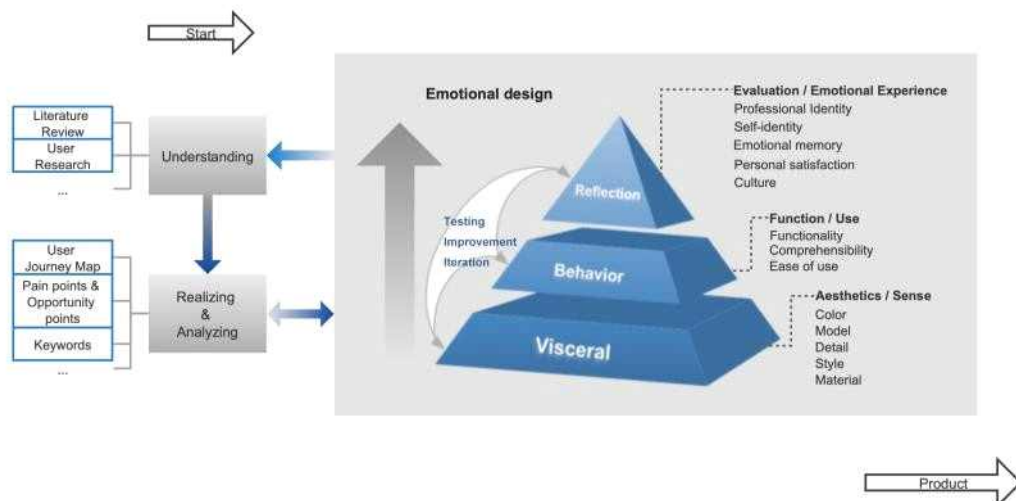 Start
Literature
Review
User
Research
...
Understanding
User
Journey Map
Pain points &
Opportunity
points
Keywords
...
Realizing
&
Analyzing
Emotional design
Testing
Improvement
Iteration
Reflection
Behavior
Visceral
Evaluation / Emotional Experience
Professional Identity
Self-identity
Emotional memory
Personal satisfaction
Culture
Function / Use
Functionality
Comprehensibility
Ease of use
Aesthetics / Sense
Color
Model
Detail
Style
Material
Product